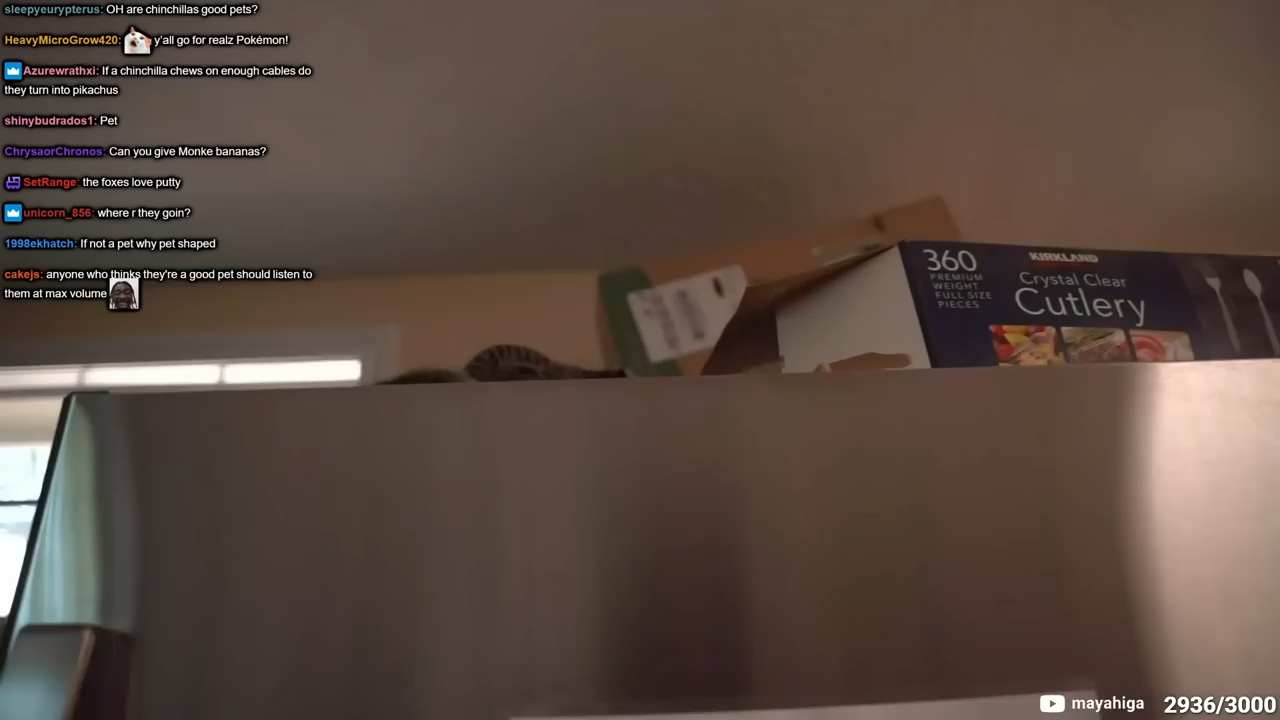 sleepyeurypterus: OH are chinchillas good pets?
HeavyMicroGrow420: y'all go for realz Pokémon!
Azurewrathxi: If a chinchilla chews on enough cables do
they turn into pikachus
shinybudrados1: Pet
ChrysaorChronos: Can you give Monke bananas?
SetRange: the foxes love putty
unicorn_856: where r they goin?
1998ekhatch: If not a pet why pet shaped
cakejs: anyone who thinks they're a good pet should listen to
them at max volume
360
PREMIUM
WEIGHT
FULL SIZE
PIECES
KIRKLAND
Crystal Clear
Cutlery
mayahiga 2936/3000